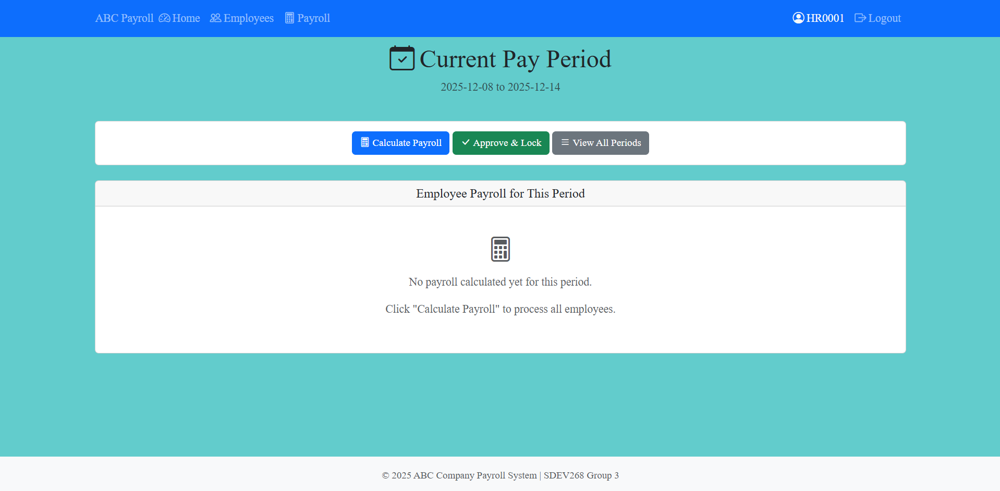 ABC Payroll Home Employees Payroll HR0001 Logout
Current Pay Period
2025-12-08 to 2025-12-14
Calculate Payroll Approve & Lock View All Periods
Employee Payroll for This Period
No payroll calculated yet for this period.
Click "Calculate Payroll" to process all employees.
© 2025 ABC Company Payroll System | SDEV268 Group 3